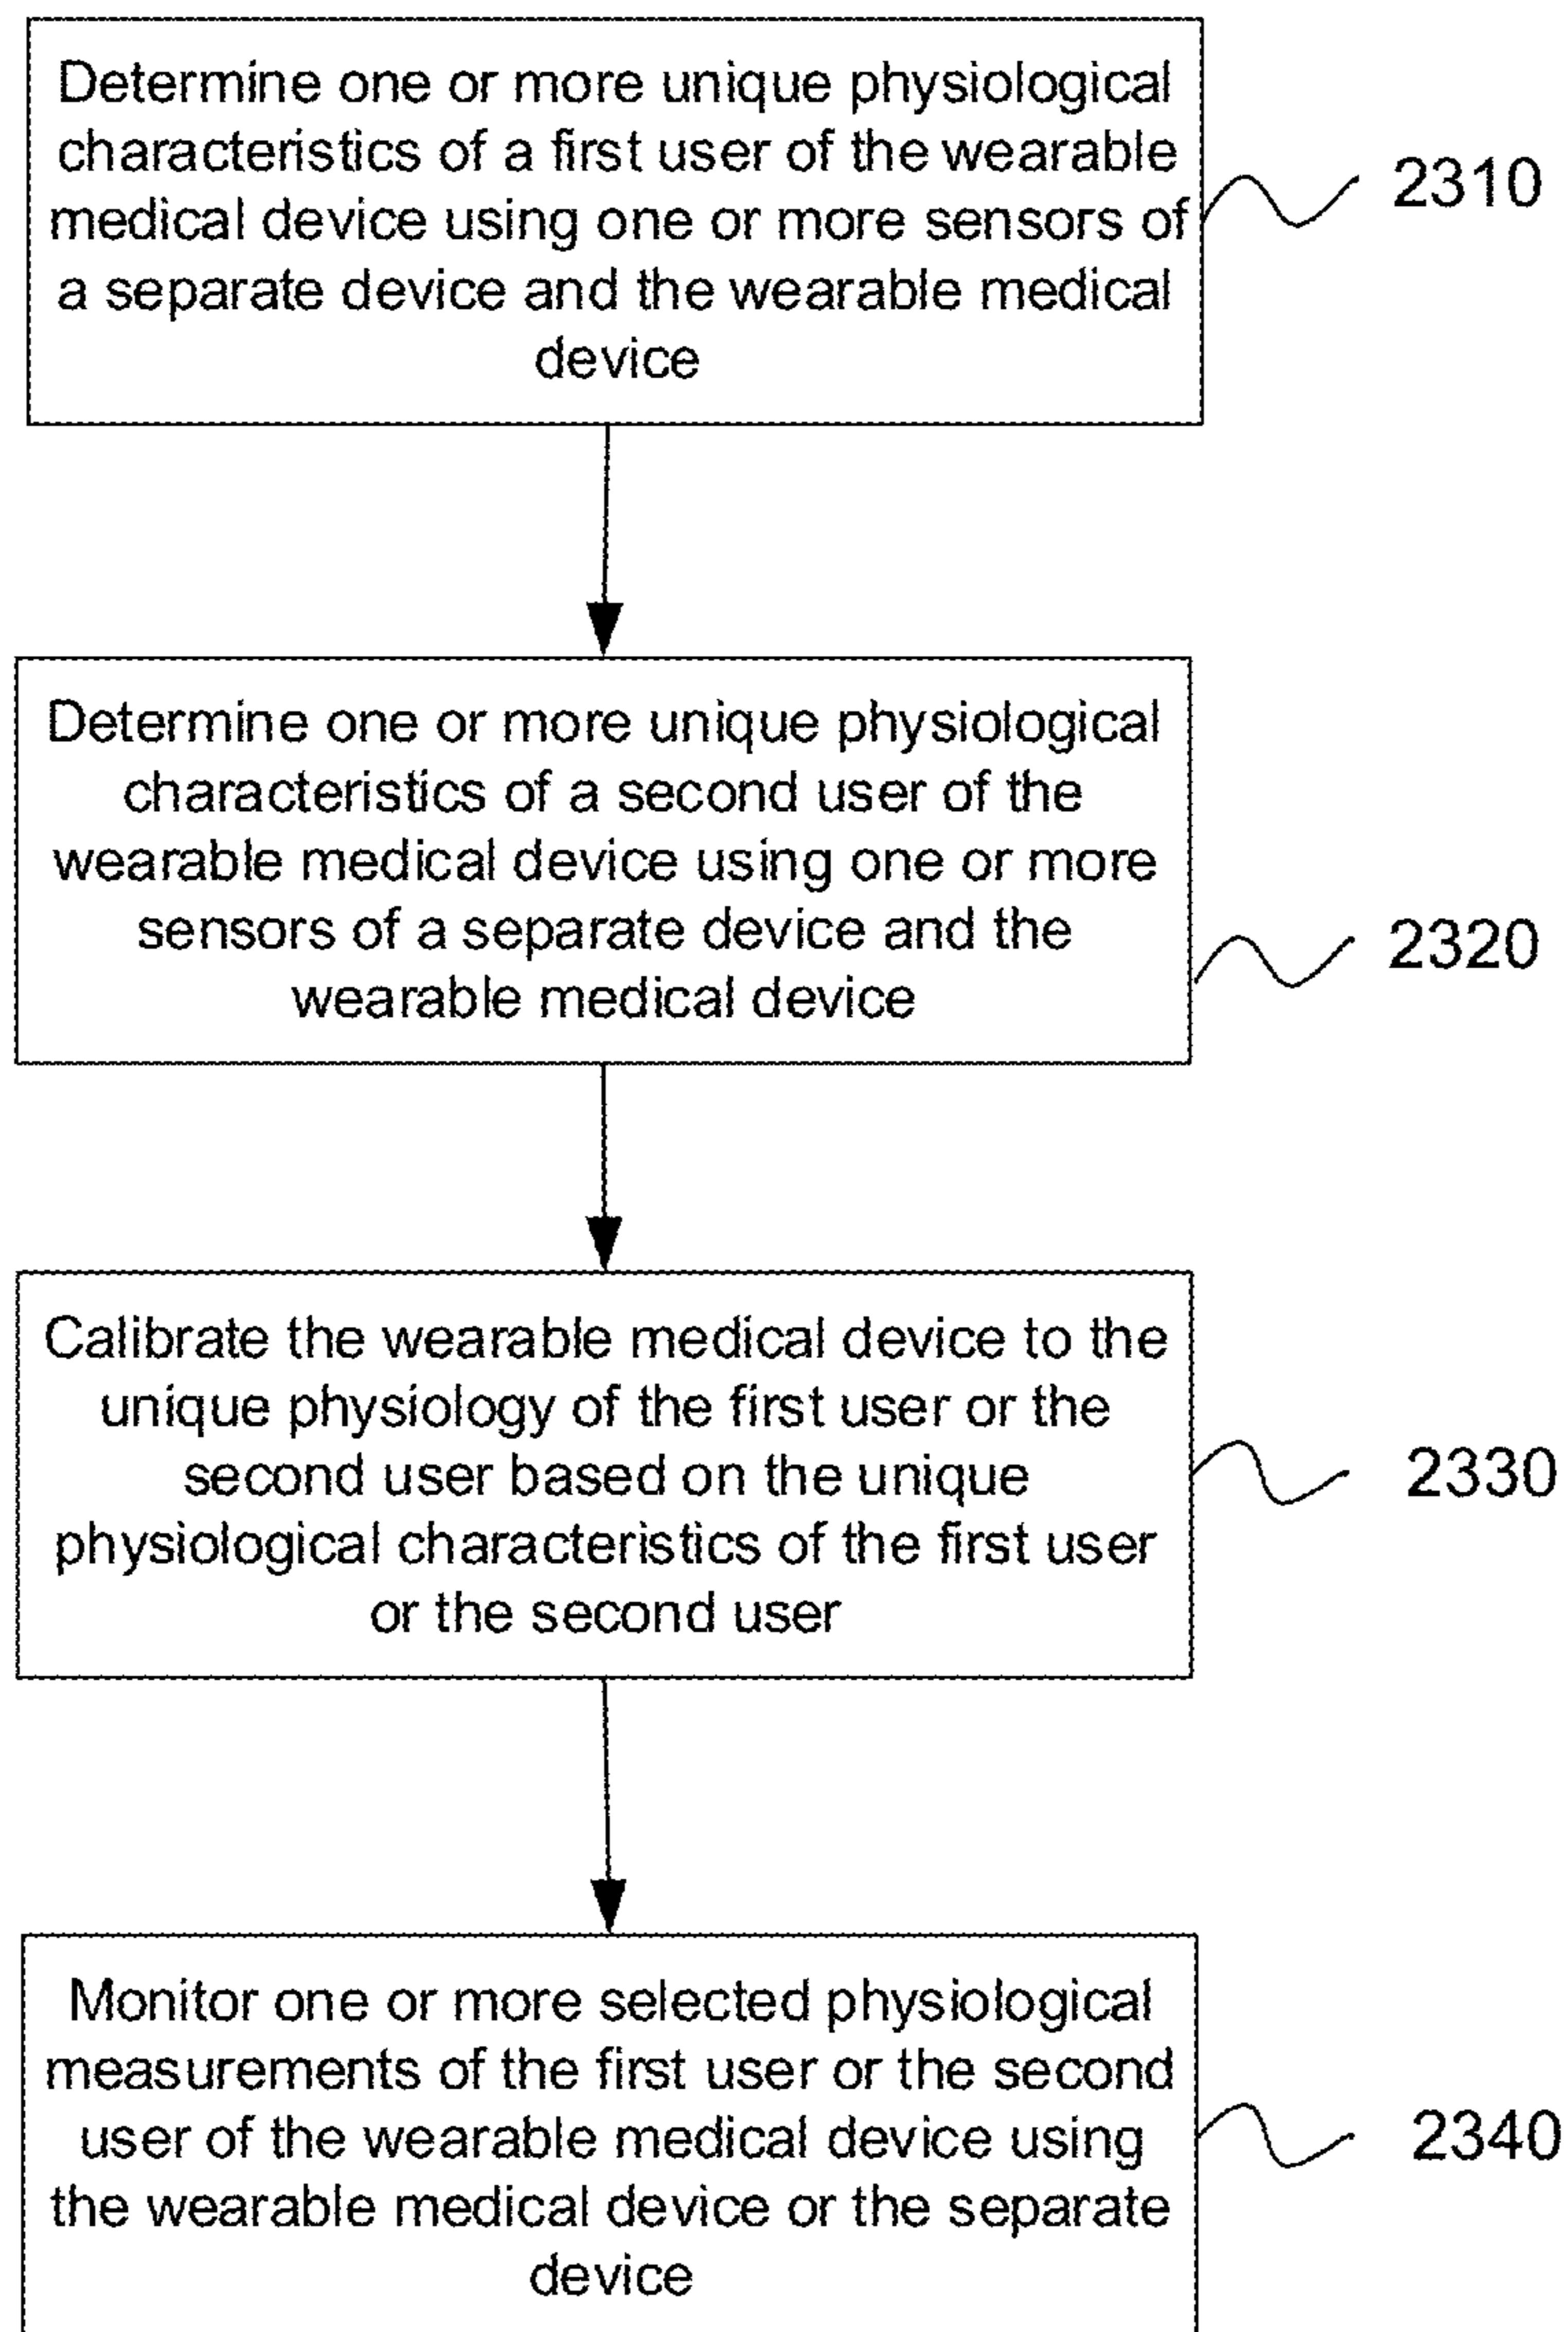 Determine one or more unique physiological
characteristics of a first user of the wearable
medical device using one or more sensors of
a separate device and the wearable medical
device
2310
Determine one or more unique physiological
characteristics of a second user of the
wearable medical device using one or more
sensors of a separate device and the
wearable medical device
2320
Calibrate the wearable medical device to the
unique physiology of the first user or the
second user based on the unique
physiological characteristics of the first user
or the second user
2330
Monitor one or more selected physiological
measurements of the first user or the second
user of the wearable medical device using
the wearable medical device or the separate
device
2340